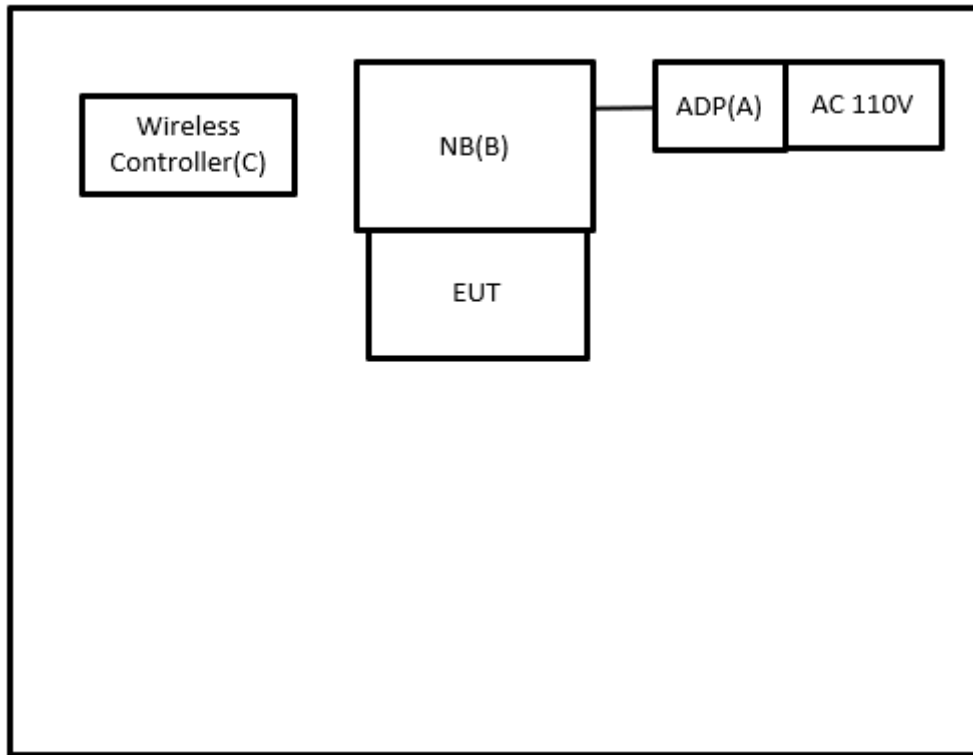 Wireless
Controller(C)
NB(B)
ADP(A)
AC 110V
EUT